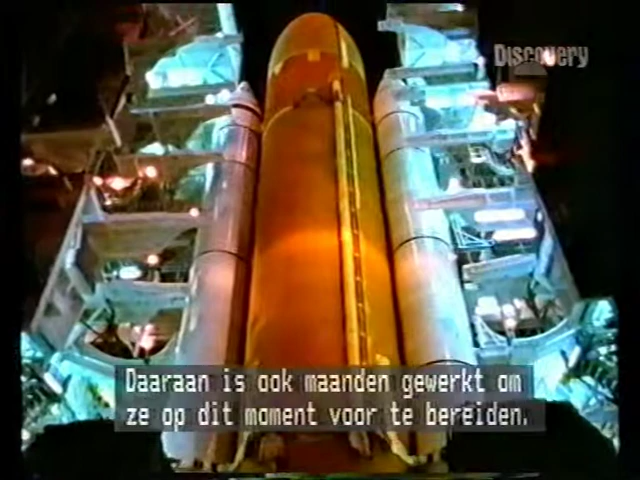 Discovery
Daaraan is ook maanden gewerkt om
ze op dit moment voor te bereiden.